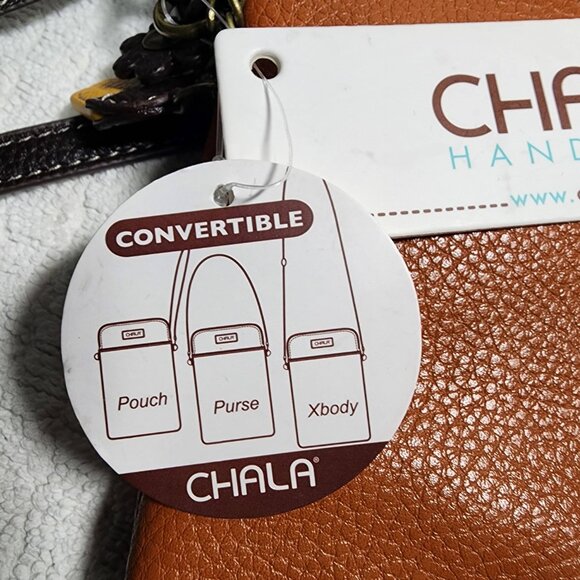 CHA
HAND
www.
CONVERTIBLE
CHALA CHALA CHALA
Pouch Purse Xbody
CHALA®